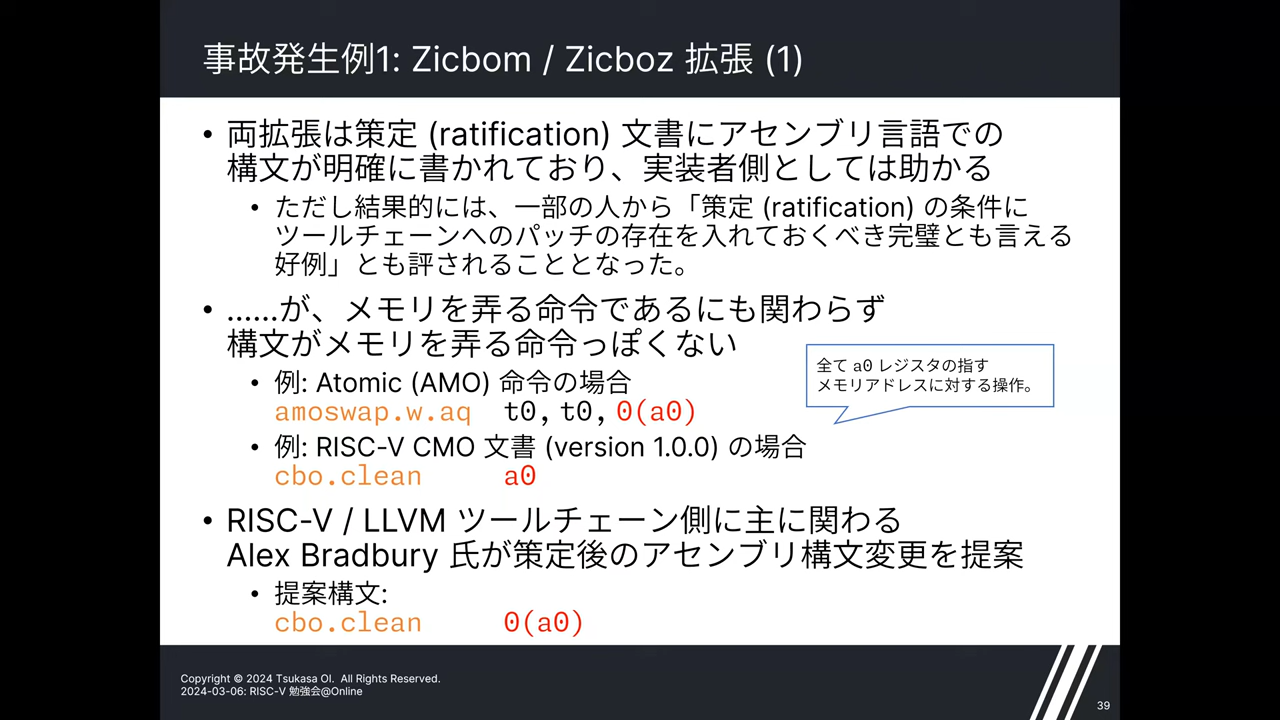 事故発生例1: Zicbom / Zicboz 拡張 (1)
• 両拡張は策定 (ratification) 文書にアセンブリ言語での
構文が明確に書かれており、実装者側としては助かる
• ただし結果的には、一部の人から「策定 (ratification) の条件に
ツールチェーンへのパッチの存在を入れておくべき完璧とも言える
好例」とも評されることとなった。
• ……が、メモリを弄る命令であるにも関わらず
構文がメモリを弄る命令っぽくない
全て a0 レジスタの指す
メモリアドレスに対する操作。
• 例: Atomic (AMO) 命令の場合
amoswap.w.aq t0, t0, 0(a0)
• 例: RISC-V CMO 文書 (version 1.0.0) の場合
cbo.clean a0
• RISC-V / LLVM ツールチェーン側に主に関わる
Alex Bradbury 氏が策定後のアセンブリ構文変更を提案
• 提案構文:
cbo.clean 0(a0)
Copyright © 2024 Tsukasa OI. All Rights Reserved.
2024-03-06: RISC-V 勉強会@Online
39